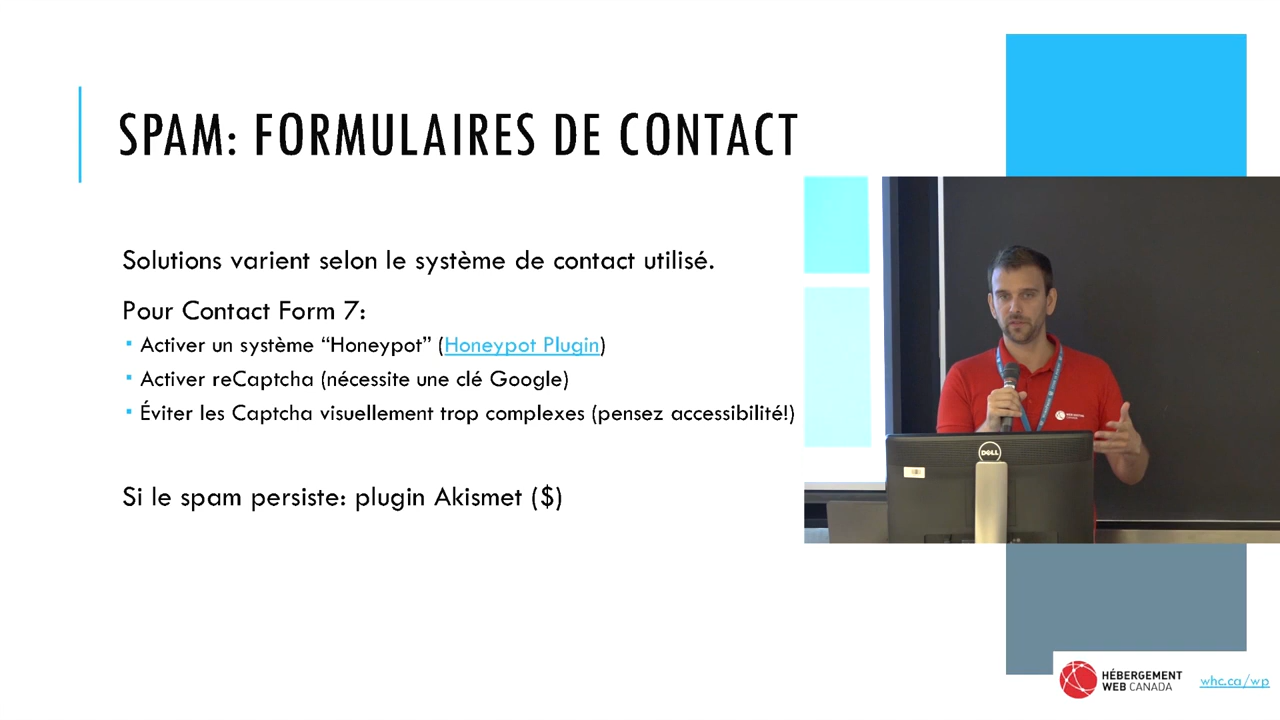 SPAM: FORMULAIRES DE CONTACT
Solutions varient selon le système de contact utilisé.
Pour Contact Form 7:
▪ Activer un système “Honeypot” (Honeypot Plugin)
▪ Activer reCaptcha (nécessite une clé Google)
▪ Éviter les Captcha visuellement trop complexes (pensez accessibilité!)
Si le spam persiste: plugin Akismet ($)
DELL
HÉBERGEMENT
WEB CANADA
whc.ca/wp